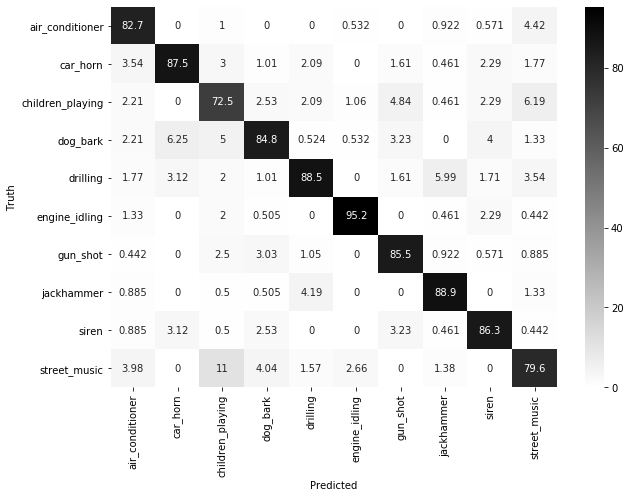 air_conditioner 82.7 0 1 0 0 0.532 0 0.922 0.571 4.42
car_horn 3.54 87.5 3 1.01 2.09 0 1.61 0.461 2.29 1.77
children_playing 2.21 0 72.5 2.53 2.09 1.06 4.84 0.461 2.29 6.19
dog_bark 2.21 6.25 5 84.8 0.524 0.532 3.23 0 4 1.33
drilling 1.77 3.12 2 1.01 88.5 0 1.61 5.99 1.71 3.54
engine_idling 1.33 0 2 0.505 0 95.2 0 0.461 2.29 0.442
gun_shot 0.442 0 2.5 3.03 1.05 0 85.5 0.922 0.571 0.885
jackhammer 0.885 0 0.5 0.505 4.19 0 0 88.9 0 1.33
siren 0.885 3.12 0.5 2.53 0 0 3.23 0.461 86.3 0.442
street_music 3.98 0 11 4.04 1.57 2.66 0 1.38 0 79.6
Truth
air_conditioner
car_horn
children_playing
dog_bark
drilling
engine_idling
gun_shot
jackhammer
siren
street_music
Predicted
80
60
40
20
0